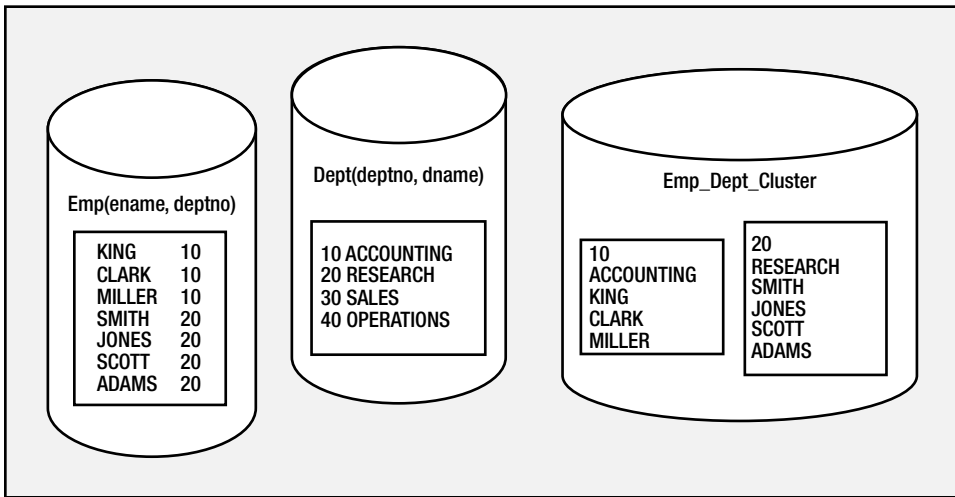 Emp(ename, deptno)
KING 10
CLARK 10
MILLER 10
SMITH 20
JONES 20
SCOTT 20
ADAMS 20
Dept(deptno, dname)
10 ACCOUNTING
20 RESEARCH
30 SALES
40 OPERATIONS
Emp_Dept_Cluster
10
ACCOUNTING
KING
CLARK
MILLER
20
RESEARCH
SMITH
JONES
SCOTT
ADAMS